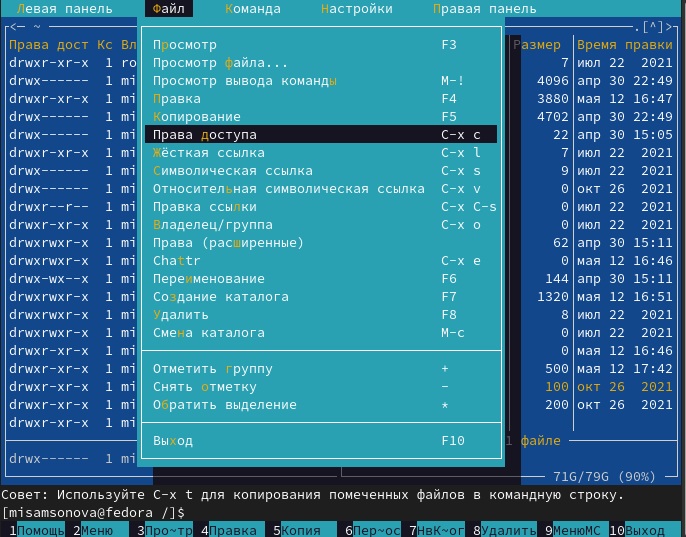 Левая панель Файл Команда Настройки Правая панель
<─ ~ .[^]>
Права дост Кс Вл Размер Время правки
drwxr-xr-x 1 ro Просмотр F3 7 июл 22 2021
drwx------ 1 mi Просмотр файла... 4096 апр 30 22:49
drwxr-xr-x 1 mi Просмотр вывода команды M-! 3880 мая 12 16:47
drwx------ 1 mi Правка F4 4702 апр 30 22:49
drwx------ 1 mi Копирование F5 22 апр 30 15:05
drwxr-xr-x 1 mi Права доступа C-x c 7 июл 22 2021
drwx------ 1 mi Жёсткая ссылка C-x l 9 июл 22 2021
drwx------ 1 mi Символическая ссылка C-x s 0 окт 26 2021
drwxr--r-- 1 mi Относительная символическая ссылка C-x v 0 июл 22 2021
drwx------ 1 mi Правка ссылки C-x C-s 0 июл 22 2021
drwxrwxr-x 1 mi Владелец/группа C-x o 62 апр 30 15:11
drwxrwxr-x 1 mi Права (расширенные) 0 мая 12 16:46
drwx-wx--x 1 mi Chattr C-x e 144 апр 30 15:11
drwxr-xr-x 1 mi Переименование F6 1320 мая 12 16:51
drwxrwxr-x 1 mi Создание каталога F7 8 июл 22 2021
drwxr-xr-x 1 mi Удалить F8 0 июл 22 2021
drwxr-xr-x 1 mi Смена каталога M-c 0 мая 12 16:46
drwxr-xr-x 1 mi Отметить группу + 500 мая 12 17:42
drwxr-xr-x 1 mi Снять отметку - 100 окт 26 2021
drwxr-xr-x 1 mi Обратить выделение * 200 окт 26 2021
drwxr-xr-x 1 mi
Выход F10 1 файле
drwx------ 1 mi
71G/79G (90%)
Совет: Используйте C-x t для копирования помеченных файлов в командную строку.
[misamsonova@fedora /]$
1Помощь 2Меню 3Про~тр 4Правка 5Копия 6Пер~ос 7НвК~ог 8Удалить 9МенюMC 10Выход